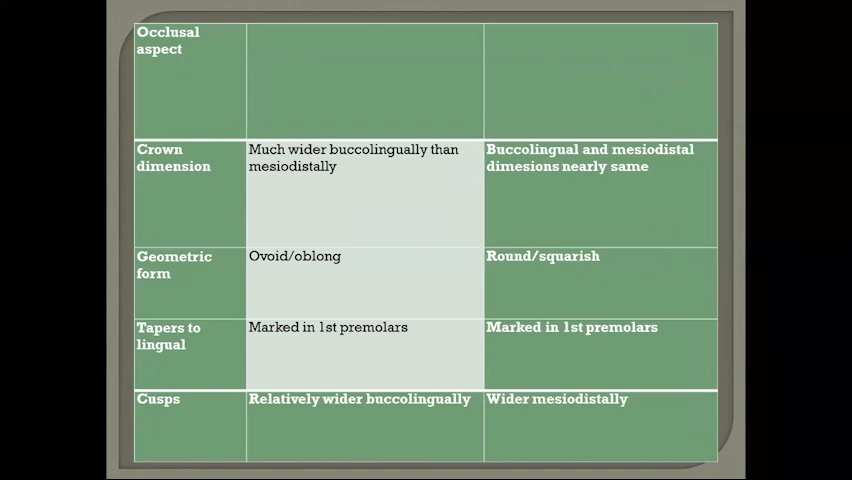 Occlusal
aspect
Crown
dimension
Much wider buccolingually than
mesiodistally
Buccolingual and mesiodistal
dimesions nearly same
Geometric
form
Ovoid/oblong
Round/squarish
Tapers to
lingual
Marked in 1st premolars
Marked in 1st premolars
Cusps
Relatively wider buccolingually
Wider mesiodistally